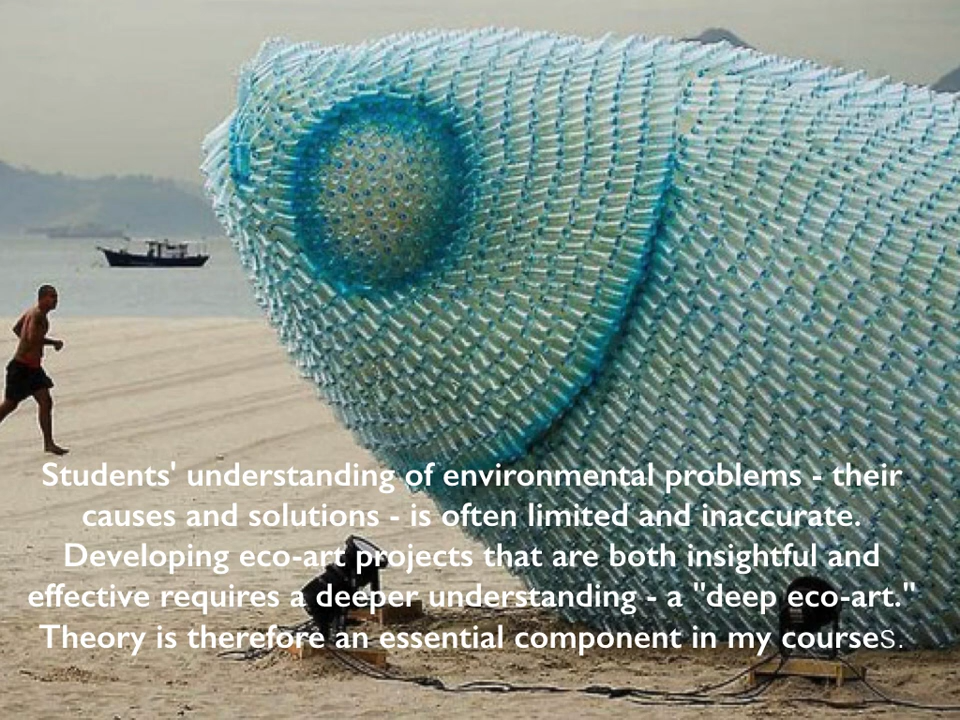 Students' understanding of environmental problems - their
causes and solutions - is often limited and inaccurate.
Developing eco-art projects that are both insightful and
effective requires a deeper understanding - a "deep eco-art."
Theory is therefore an essential component in my courses.